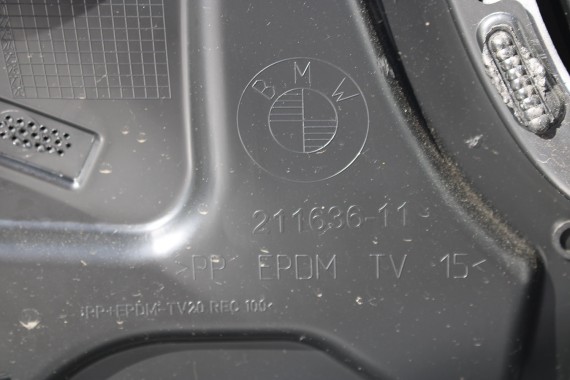 BMW
211636-11
>PP EPDM TV 15<
>PP+EPDM-TV20 REC 100<